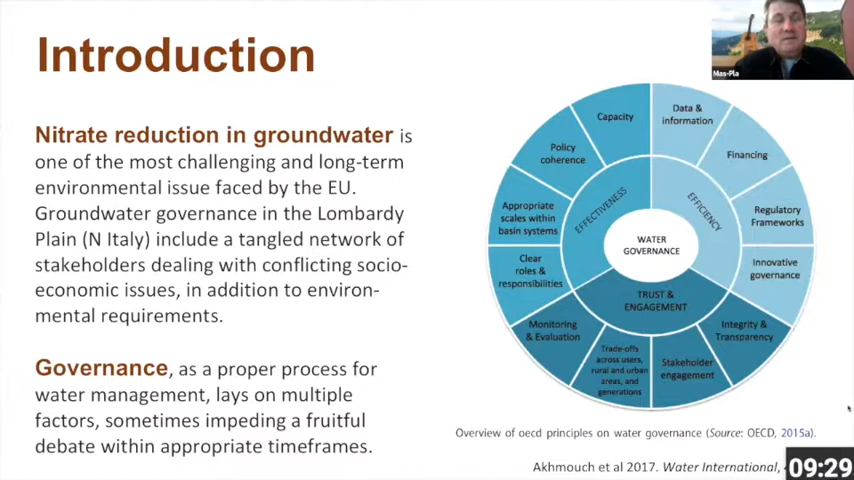 Introduction
Mas-Pla
Nitrate reduction in groundwater is
one of the most challenging and long-term
environmental issue faced by the EU.
Groundwater governance in the Lombardy
Plain (N Italy) include a tangled network of
stakeholders dealing with conflicting socio-
economic issues, in addition to environ-
mental requirements.
Governance, as a proper process for
water management, lays on multiple
factors, sometimes impeding a fruitful
debate within appropriate timeframes.
WATER
GOVERNANCE
EFFECTIVENESS
EFFICIENCY
TRUST &
ENGAGEMENT
Capacity
Policy
coherence
Appropriate
scales within
basin systems
Clear
roles &
responsibilities
Data &
information
Financing
Regulatory
Frameworks
Innovative
governance
Integrity &
Transparency
Stakeholder
engagement
Trade-offs
across users,
rural and urban
areas, and
generations
Monitoring
& Evaluation
Overview of oecd principles on water governance (Source: OECD, 2015a).
Akhmouch et al 2017. Water International,
09:29